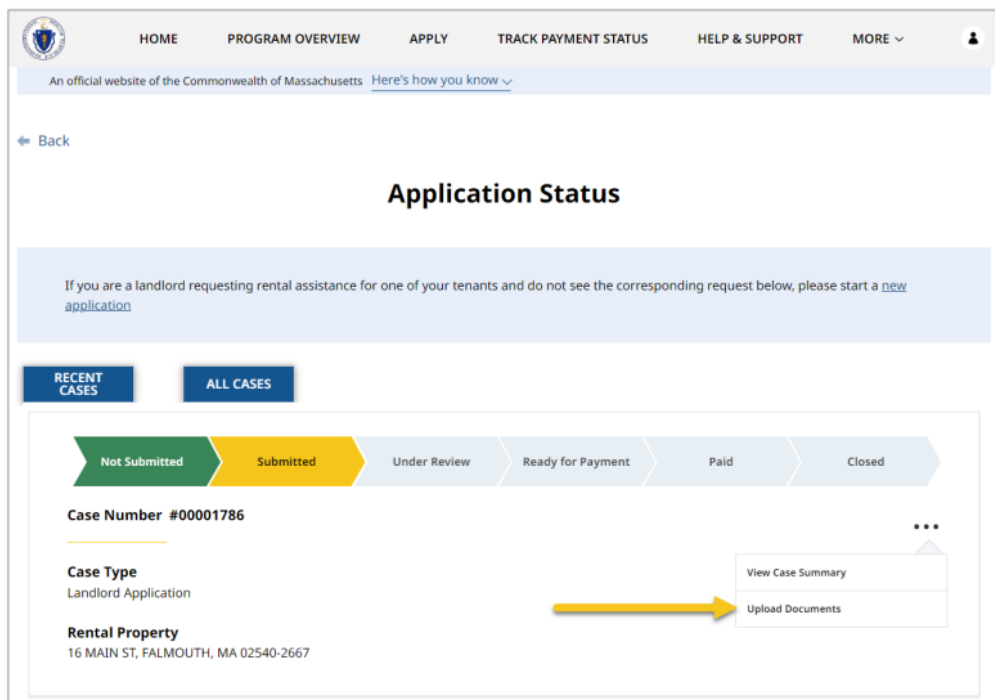 HOME PROGRAM OVERVIEW APPLY TRACK PAYMENT STATUS HELP & SUPPORT MORE
An official website of the Commonwealth of Massachusetts Here's how you know
Back
Application Status
If you are a landlord requesting rental assistance for one of your tenants and do not see the corresponding request below, please start a new
application
RECENT
CASES
ALL CASES
Not Submitted Submitted Under Review Ready for Payment Paid Closed
Case Number #00001786
Case Type
Landlord Application
View Case Summary
Upload Documents
Rental Property
16 MAIN ST, FALMOUTH, MA 02540-2667